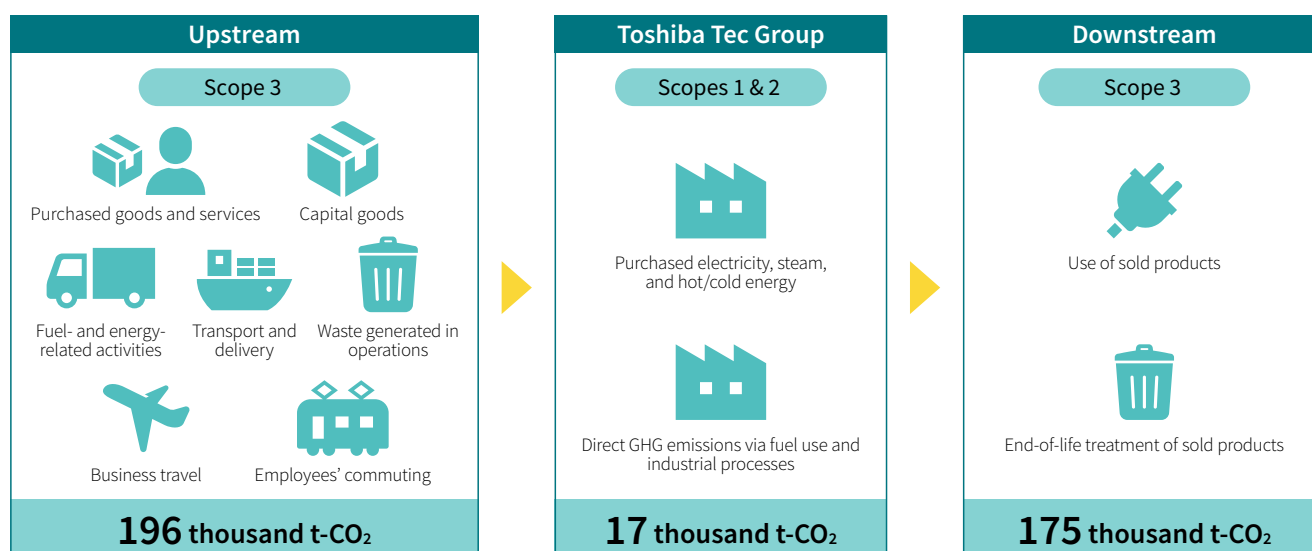 Upstream
Scope 3
Purchased goods and services
Capital goods
Fuel- and energy-
related activities
Transport and
delivery
Waste generated in
operations
Business travel
Employees’ commuting
196 thousand t-CO₂
Toshiba Tec Group
Scopes 1 & 2
Purchased electricity, steam,
and hot/cold energy
Direct GHG emissions via fuel use and
industrial processes
17 thousand t-CO₂
Downstream
Scope 3
Use of sold products
End-of-life treatment of sold products
175 thousand t-CO₂